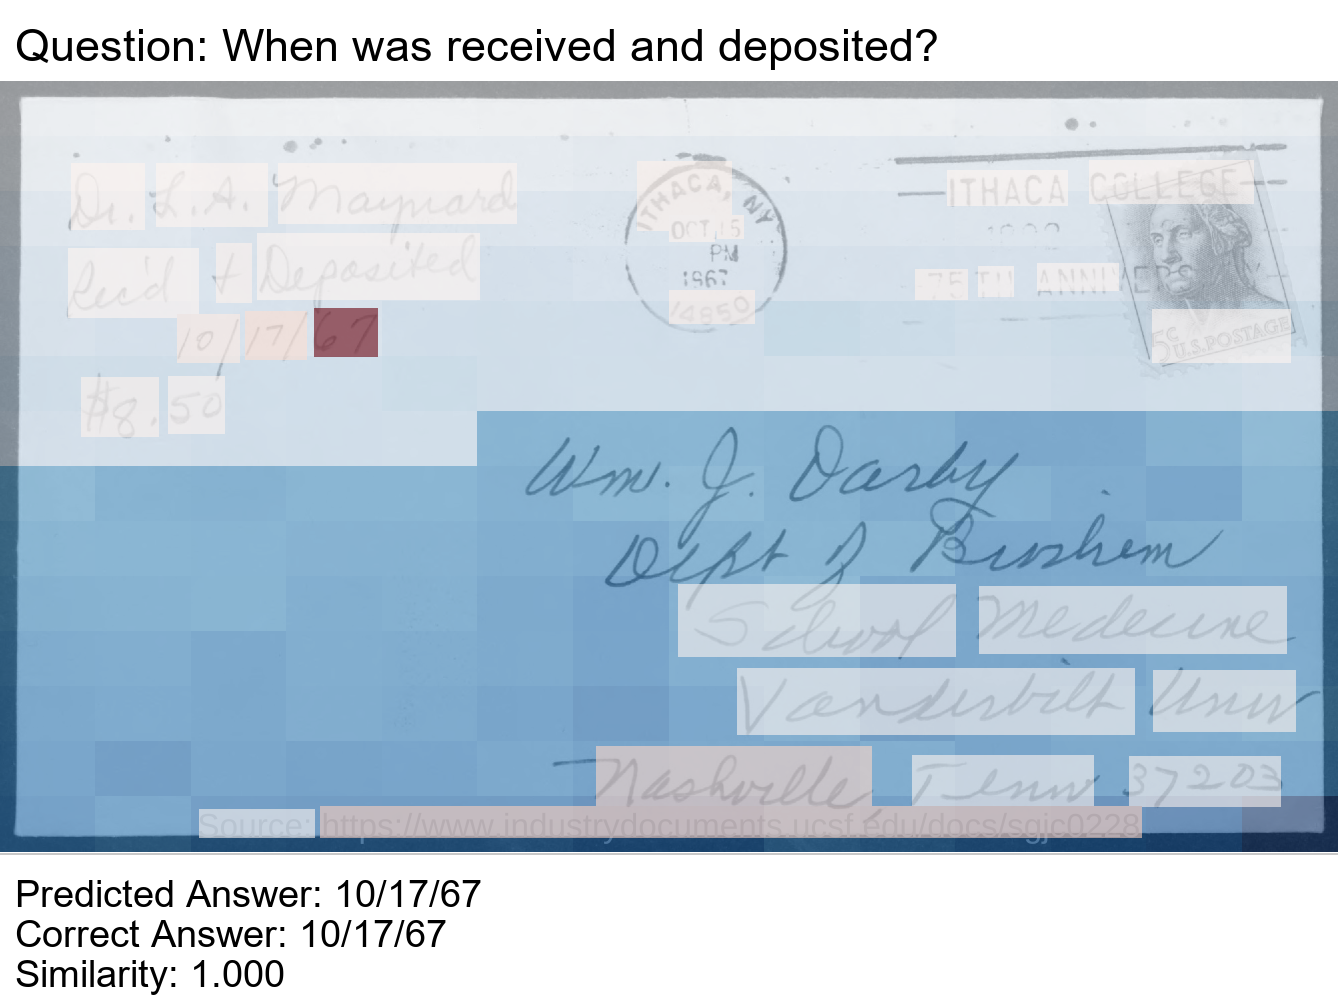 Question: When was received and deposited?
Dr. L.A. Maynard
Rec'd + Deposited
10/17/67
$8.50
ITHACA, NY
OCT 15
PM
1967
14850
ITHACA COLLEGE
75TH ANNIVERS
5c U.S.POSTAGE
Wm. J. Darby
Dept of Biochem
School Medecine
Vanderbilt Univ
Nashville, Tenn 37203
Source: https://www.industrydocuments.ucsf.edu/docs/sgjc0228
Predicted Answer: 10/17/67
Correct Answer: 10/17/67
Similarity: 1.000